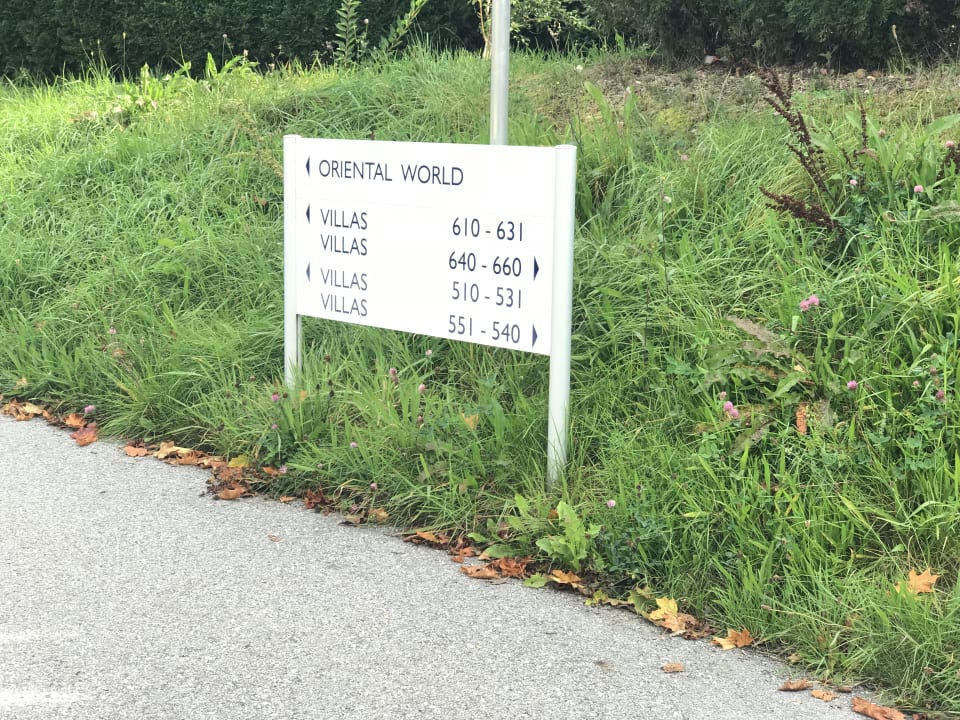 ORIENTAL WORLD
VILLAS 610 - 631
VILLAS 640 - 660
VILLAS 510 - 531
VILLAS 551 - 540